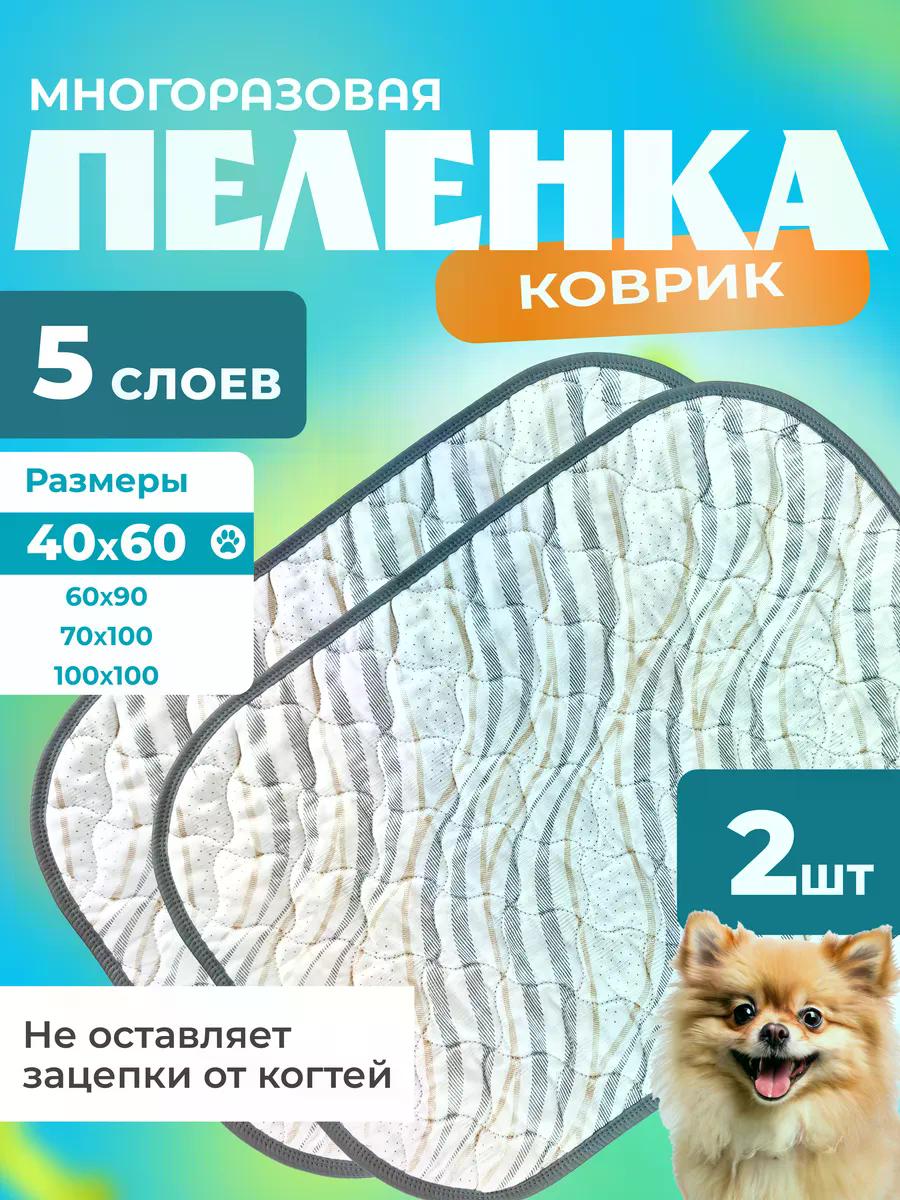 МНОГОРАЗОВАЯ
ПЕЛЕНКА
КОВРИК
5 СЛОЕВ
Размеры
40х60
60х90
70х100
100х100
2шт
Не оставляет
зацепки от когтей